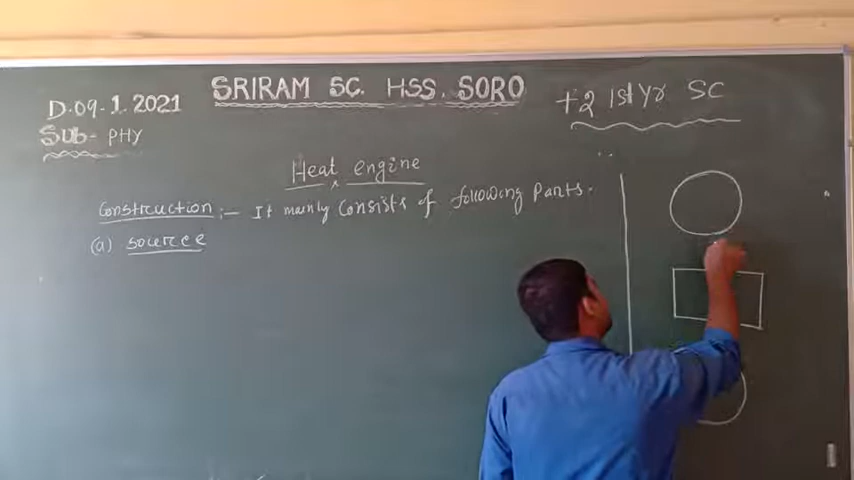 SRIRAM SC. HSS. SORO
D.09-1.2021
+2 1st Yr SC
Sub- PHY
Heat engine
Construction :- It mainly Consists of following Parts.
(a) source